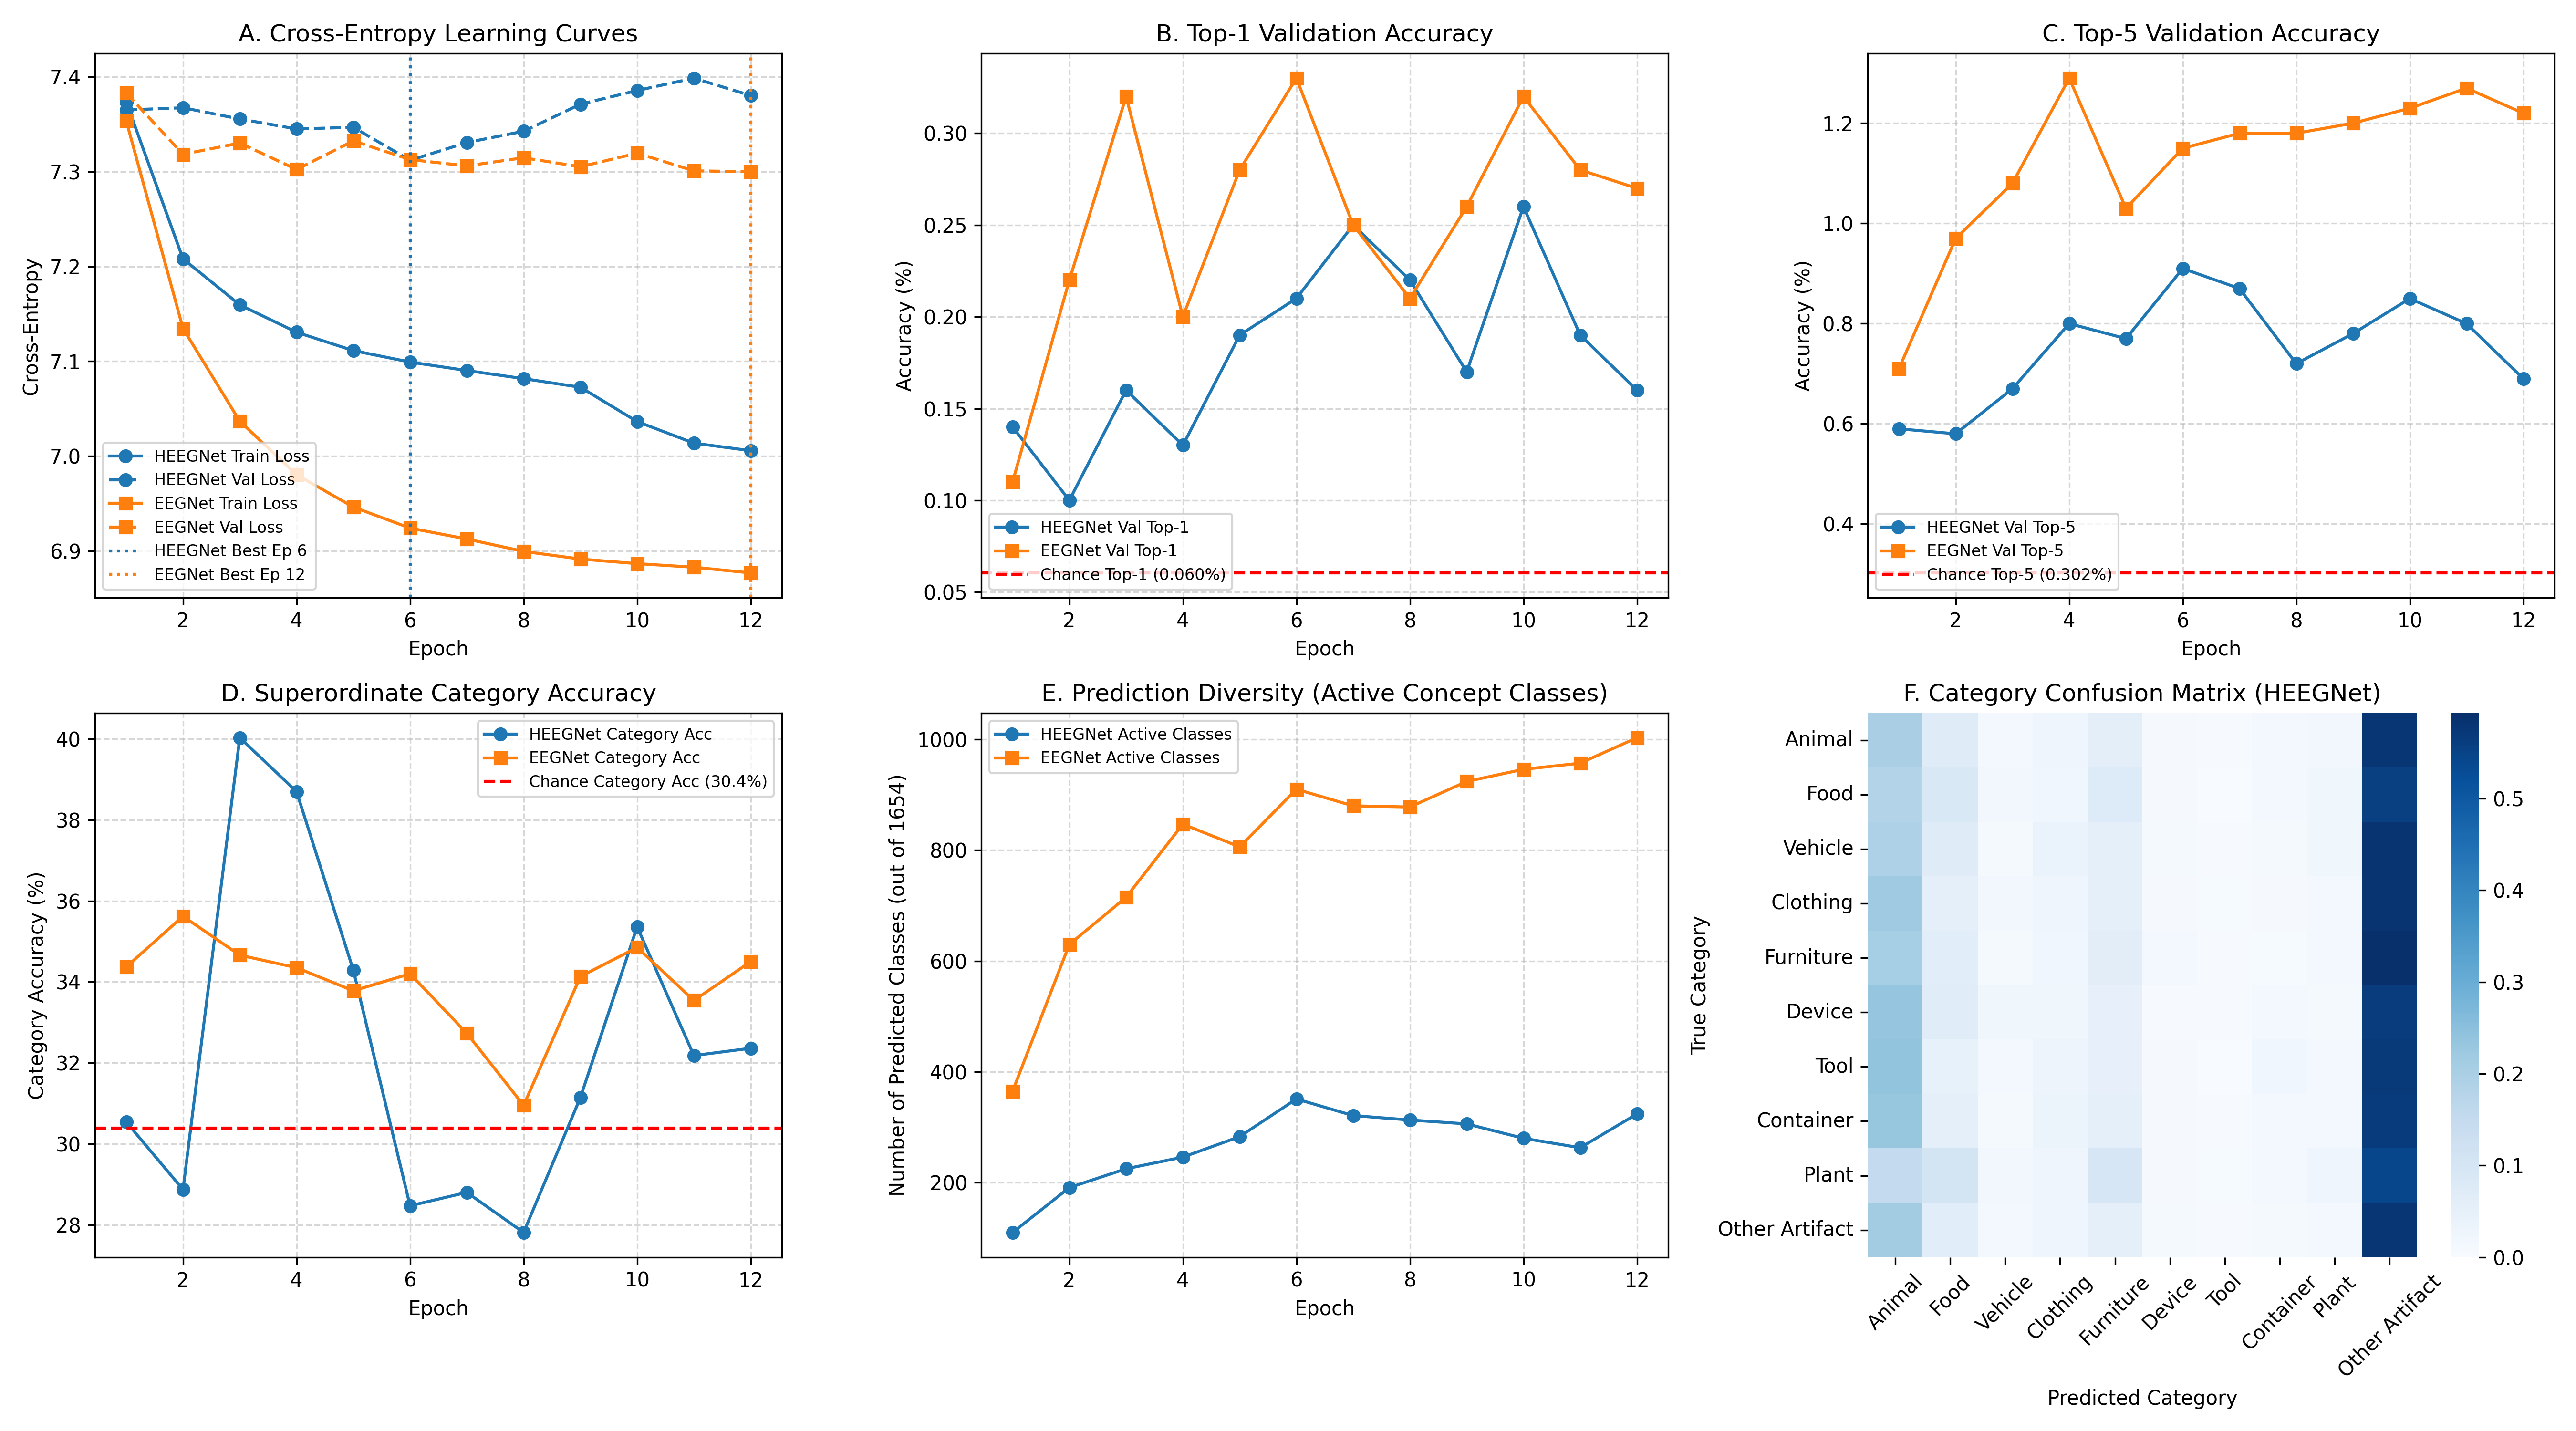 A. Cross-Entropy Learning Curves
7.4
7.3
7.2
7.1
7.0
6.9
Cross-Entropy
HEEGNet Train Loss
HEEGNet Val Loss
EEGNet Train Loss
EEGNet Val Loss
HEEGNet Best Ep 6
EEGNet Best Ep 12
2 4 6 8 10 12
Epoch
B. Top-1 Validation Accuracy
0.30
0.25
0.20
0.15
0.10
0.05
Accuracy (%)
HEEGNet Val Top-1
EEGNet Val Top-1
Chance Top-1 (0.060%)
2 4 6 8 10 12
Epoch
C. Top-5 Validation Accuracy
1.2
1.0
0.8
0.6
0.4
Accuracy (%)
HEEGNet Val Top-5
EEGNet Val Top-5
Chance Top-5 (0.302%)
2 4 6 8 10 12
Epoch
D. Superordinate Category Accuracy
40
38
36
34
32
30
28
Category Accuracy (%)
HEEGNet Category Acc
EEGNet Category Acc
Chance Category Acc (30.4%)
2 4 6 8 10 12
Epoch
E. Prediction Diversity (Active Concept Classes)
1000
800
600
400
200
Number of Predicted Classes (out of 1654)
HEEGNet Active Classes
EEGNet Active Classes
2 4 6 8 10 12
Epoch
F. Category Confusion Matrix (HEEGNet)
True Category
Animal
Food
Vehicle
Clothing
Furniture
Device
Tool
Container
Plant
Other Artifact
Animal Food Vehicle Clothing Furniture Device Tool Container Plant Other Artifact
Predicted Category
0.5
0.4
0.3
0.2
0.1
0.0